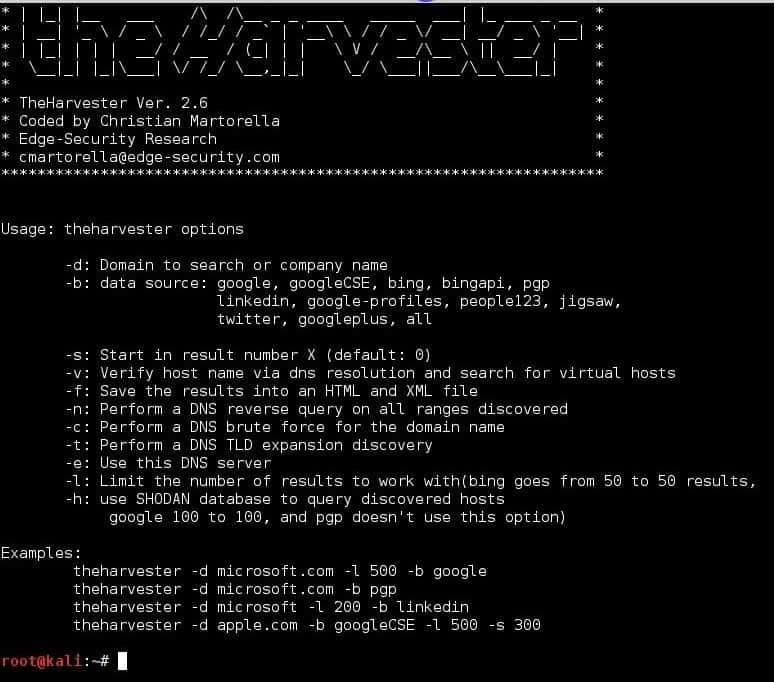 * TheHarvester Ver. 2.6 *
* Coded by Christian Martorella *
* Edge-Security Research *
* cmartorella@edge-security.com *
*******************************************************************
Usage: theharvester options
-d: Domain to search or company name
-b: data source: google, googleCSE, bing, bingapi, pgp
linkedin, google-profiles, people123, jigsaw,
twitter, googleplus, all
-s: Start in result number X (default: 0)
-v: Verify host name via dns resolution and search for virtual hosts
-f: Save the results into an HTML and XML file
-n: Perform a DNS reverse query on all ranges discovered
-c: Perform a DNS brute force for the domain name
-t: Perform a DNS TLD expansion discovery
-e: Use this DNS server
-l: Limit the number of results to work with(bing goes from 50 to 50 results,
-h: use SHODAN database to query discovered hosts
google 100 to 100, and pgp doesn't use this option)
Examples:
theharvester -d microsoft.com -l 500 -b google
theharvester -d microsoft.com -b pgp
theharvester -d microsoft -l 200 -b linkedin
theharvester -d apple.com -b googleCSE -l 500 -s 300
root@kali:~#